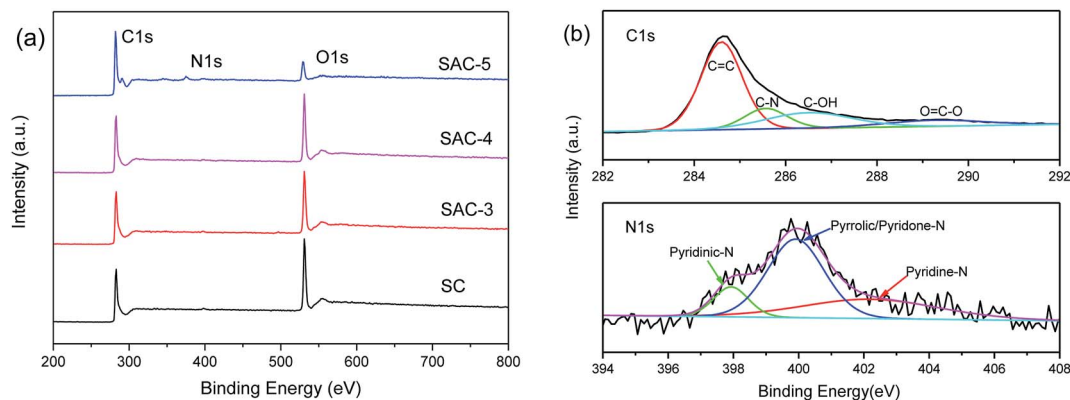 (a)
C1s
N1s
O1s
SAC-5
SAC-4
SAC-3
SC
Intensity (a.u.)
200 300 400 500 600 700 800
Binding Energy (eV)
(b)
C1s
C=C
C-N
C-OH
O=C-O
282 284 286 288 290 292
Intensity (a.u.)
N1s
Pyridinic-N
Pyrrolic/Pyridone-N
Pyridine-N
394 396 398 400 402 404 406 408
Binding Energy(eV)